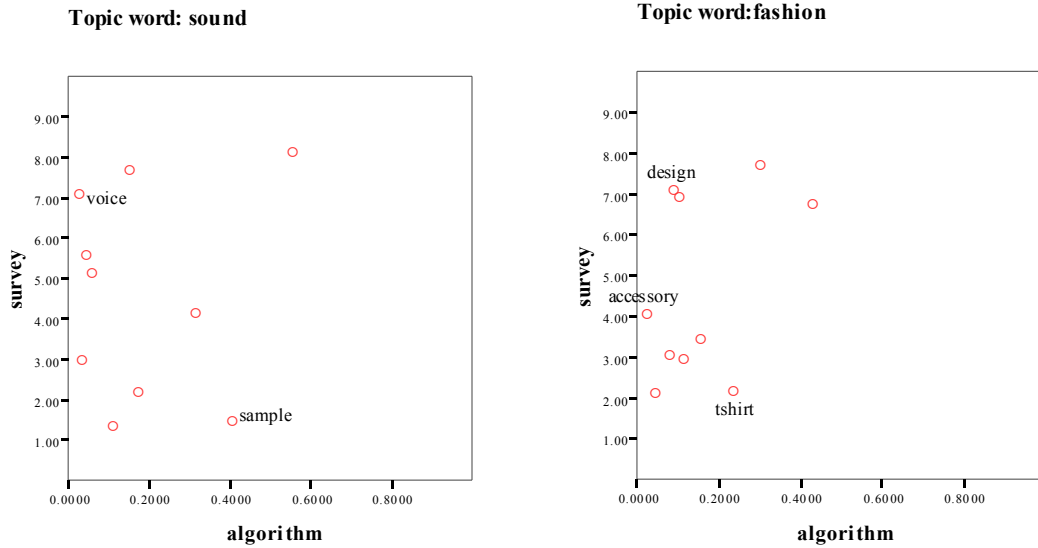 Topic word: sound
9.00
8.00
7.00
6.00
5.00
4.00
3.00
2.00
1.00
survey
voice
sample
0.0000 0.2000 0.4000 0.6000 0.8000
algorithm
Topic word:fashion
9.00
8.00
7.00
6.00
5.00
4.00
3.00
2.00
1.00
survey
design
accessory
tshirt
0.0000 0.2000 0.4000 0.6000 0.8000
algorithm